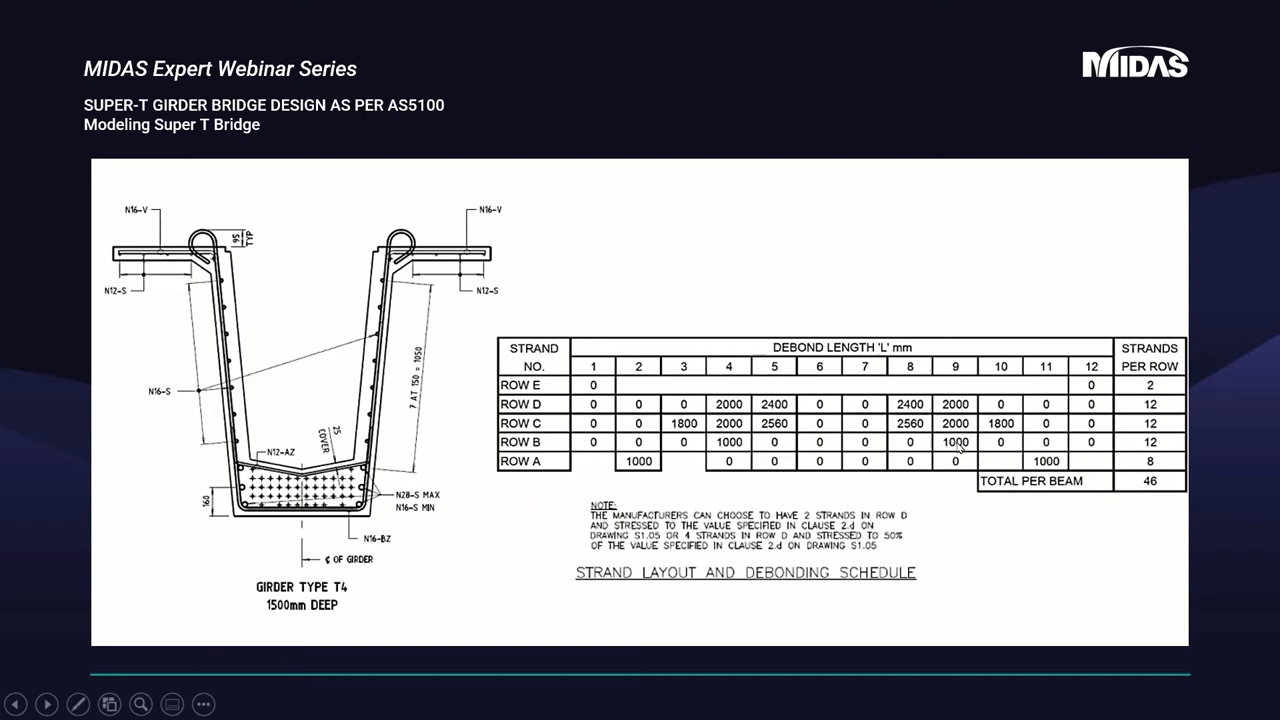 MIDAS Expert Webinar Series
MIDAS
SUPER-T GIRDER BRIDGE DESIGN AS PER AS5100
Modeling Super T Bridge
N16-V
N16-V
95
TYP
N12-S
N12-S
N16-S
7 AT 150 = 1050
25
COVER
N12-AZ
160
N28-S MAX
N16-S MIN
N16-BZ
₵ OF GIRDER
GIRDER TYPE T4
1500mm DEEP
STRAND NO. DEBOND LENGTH 'L' mm STRANDS PER ROW
1 2 3 4 5 6 7 8 9 10 11 12
ROW E 0 0 2
ROW D 0 0 0 2000 2400 0 0 2400 2000 0 0 0 12
ROW C 0 0 1800 2000 2560 0 0 2560 2000 1800 0 0 12
ROW B 0 0 0 1000 0 0 0 0 1000 0 0 0 12
ROW A 1000 0 0 0 0 0 0 1000 8
TOTAL PER BEAM 46
NOTE:
THE MANUFACTURERS CAN CHOOSE TO HAVE 2 STRANDS IN ROW D
AND STRESSED TO THE VALUE SPECIFIED IN CLAUSE 2.d ON
DRAWING S1.05 OR 4 STRANDS IN ROW D AND STRESSED TO 50%
OF THE VALUE SPECIFIED IN CLAUSE 2.d ON DRAWING S1.05
STRAND LAYOUT AND DEBONDING SCHEDULE